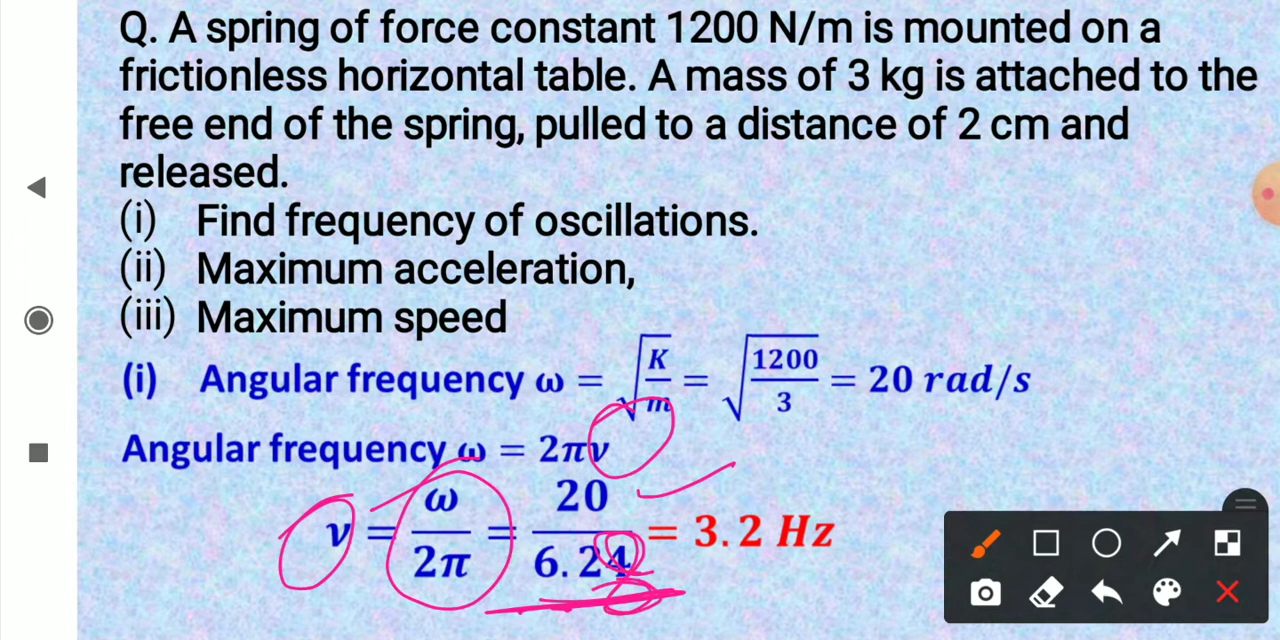 Q. A spring of force constant 1200 N/m is mounted on a
frictionless horizontal table. A mass of 3 kg is attached to the
free end of the spring, pulled to a distance of 2 cm and
released.
(i) Find frequency of oscillations.
(ii) Maximum acceleration,
(iii) Maximum speed
(i) Angular frequency ω = √(K/m) = √(1200/3) = 20 rad/s
Angular frequency ω = 2πν
ν = ω/2π = 20/6.24 = 3.2 Hz